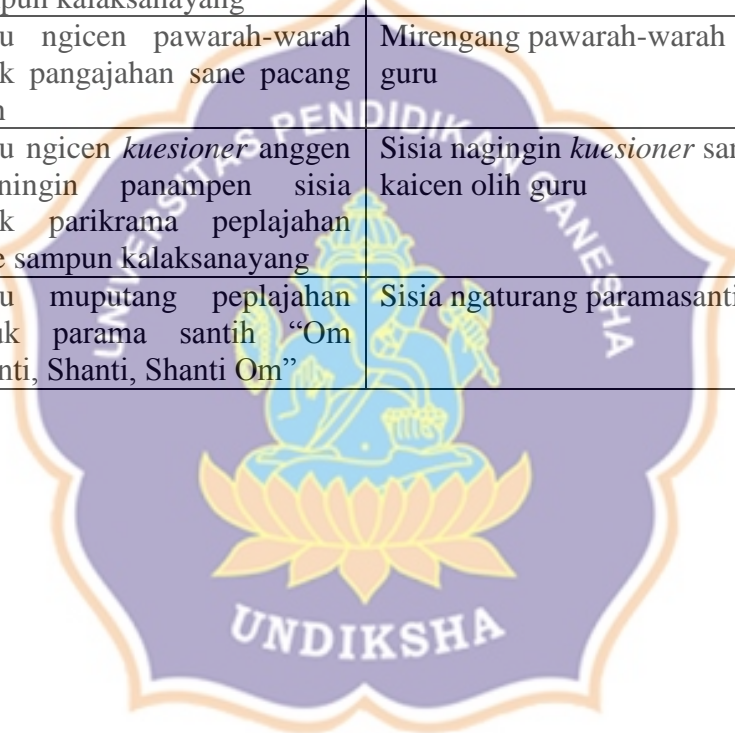 kalaksanayang
ngicen pawarah-warah
pangajahan sane pacang
Mirengang pawarah-warah
guru
ngicen kuesioner anggen
panampen sisia
parikrama peplajahan
sampun kalaksanayang
Sisia nagingin kuesioner
kaicen olih guru
muputang peplajahan
parama santih “Om
Shanti, Shanti Om”
Sisia ngaturang paramasanti
UNIVERSITAS PENDIDIKAN GANESHA
UNDIKSHA